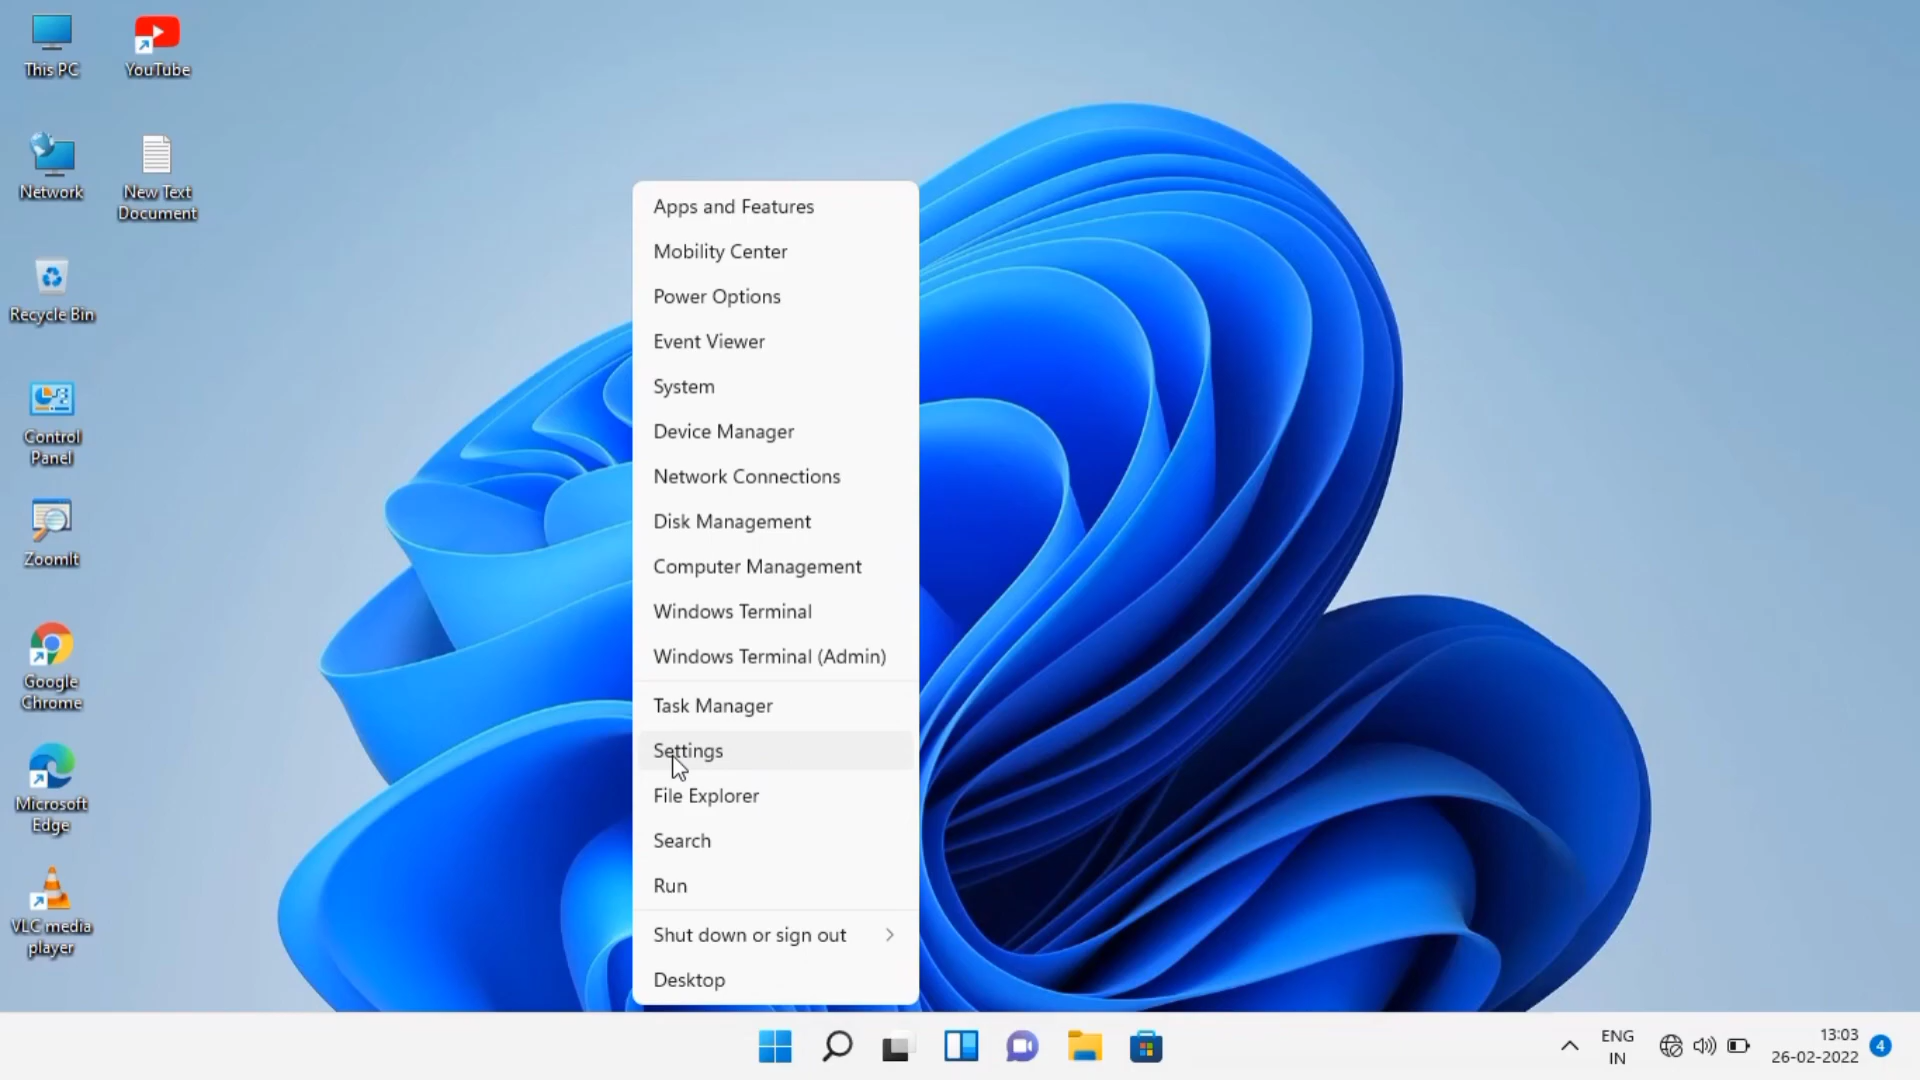 This PC
YouTube
Network
New Text
Document
Recycle Bin
Control
Panel
ZoomIt
Google
Chrome
Microsoft
Edge
VLC media
player
Apps and Features
Mobility Center
Power Options
Event Viewer
System
Device Manager
Network Connections
Disk Management
Computer Management
Windows Terminal
Windows Terminal (Admin)
Task Manager
Settings
File Explorer
Search
Run
Shut down or sign out
Desktop
ENG
IN
13:03
26-02-2022
4